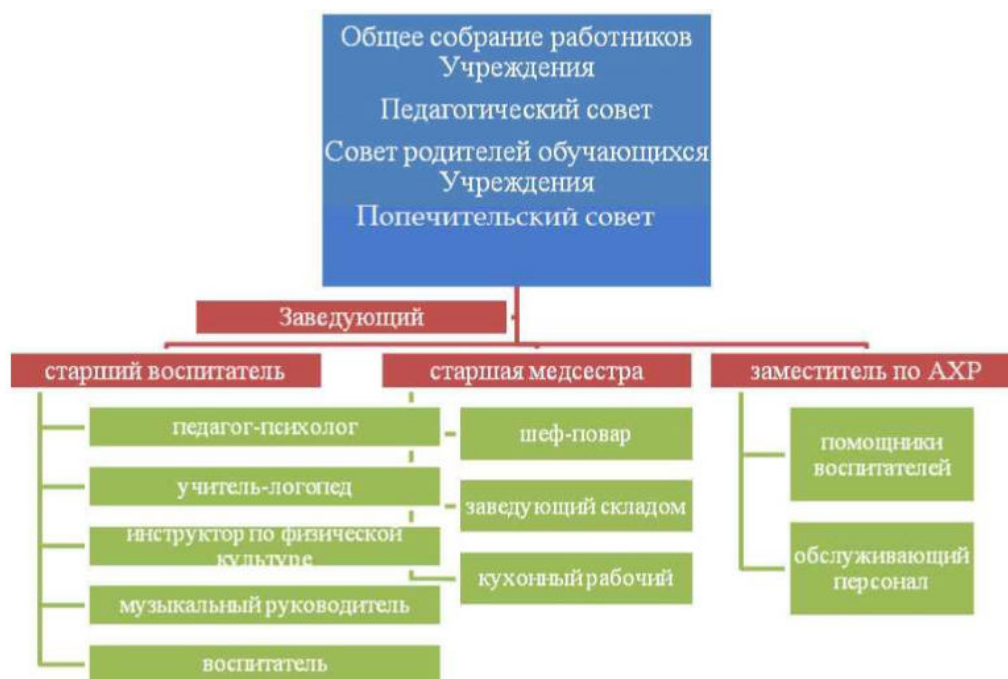 Общее собрание работников
Учреждения
Педагогический совет
Совет родителей обучающихся
Учреждения
Попечительский совет
Заведующий
старший воспитатель
старшая медсестра
заместитель по АХР
педагог-психолог
учитель-логопед
инструктор по физической
культуре
музыкальный руководитель
воспитатель
шеф-повар
заведующий складом
кухонный рабочий
помощники
воспитателей
обслуживающий
персонал